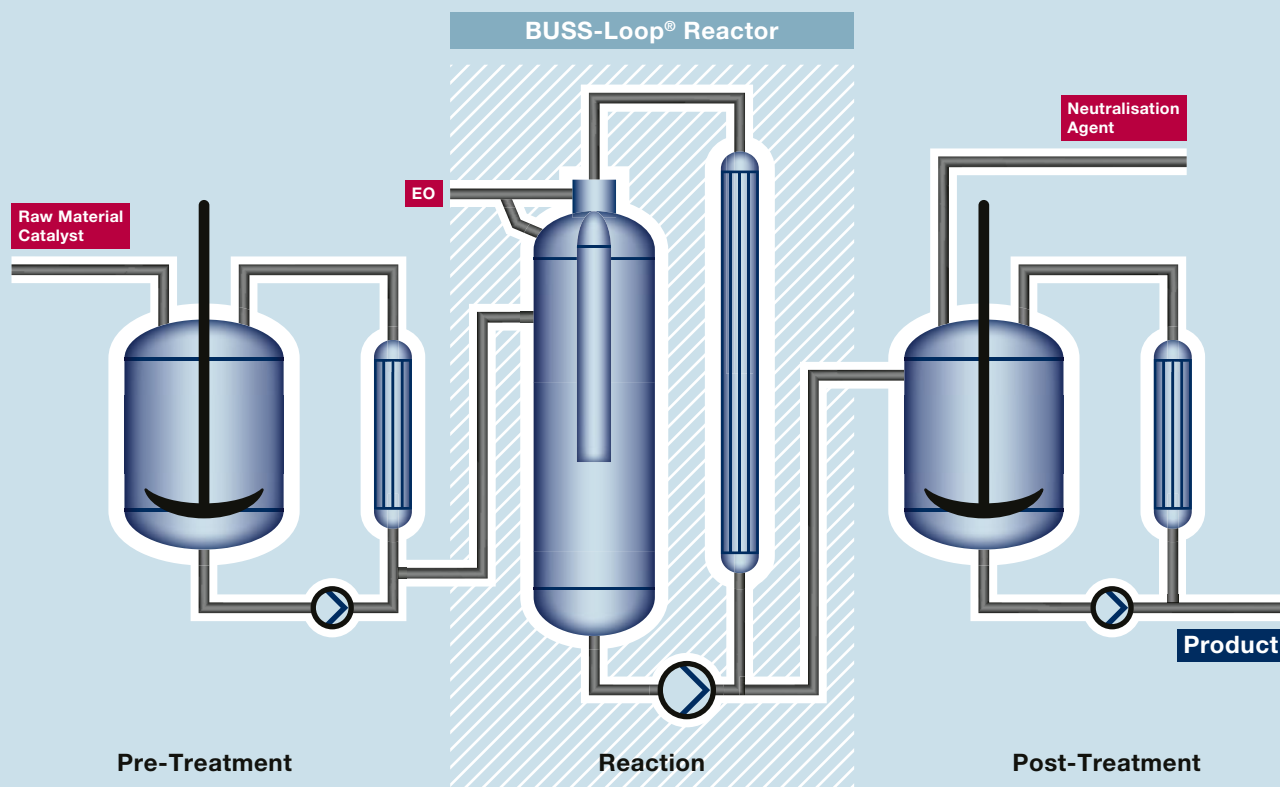 BUSS-Loop® Reactor
Neutralisation
Agent
EO
Raw Material
Catalyst
Product
Pre-Treatment
Reaction
Post-Treatment